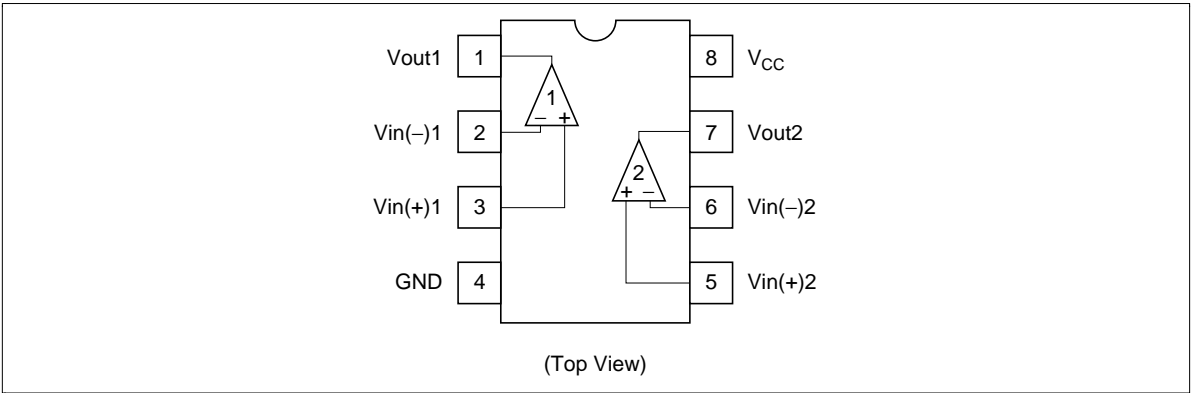 Vout1 1 8 VCC
1
− +
Vin(−)1 2 7 Vout2
2
+ −
Vin(+)1 3 6 Vin(−)2
GND 4 5 Vin(+)2
(Top View)